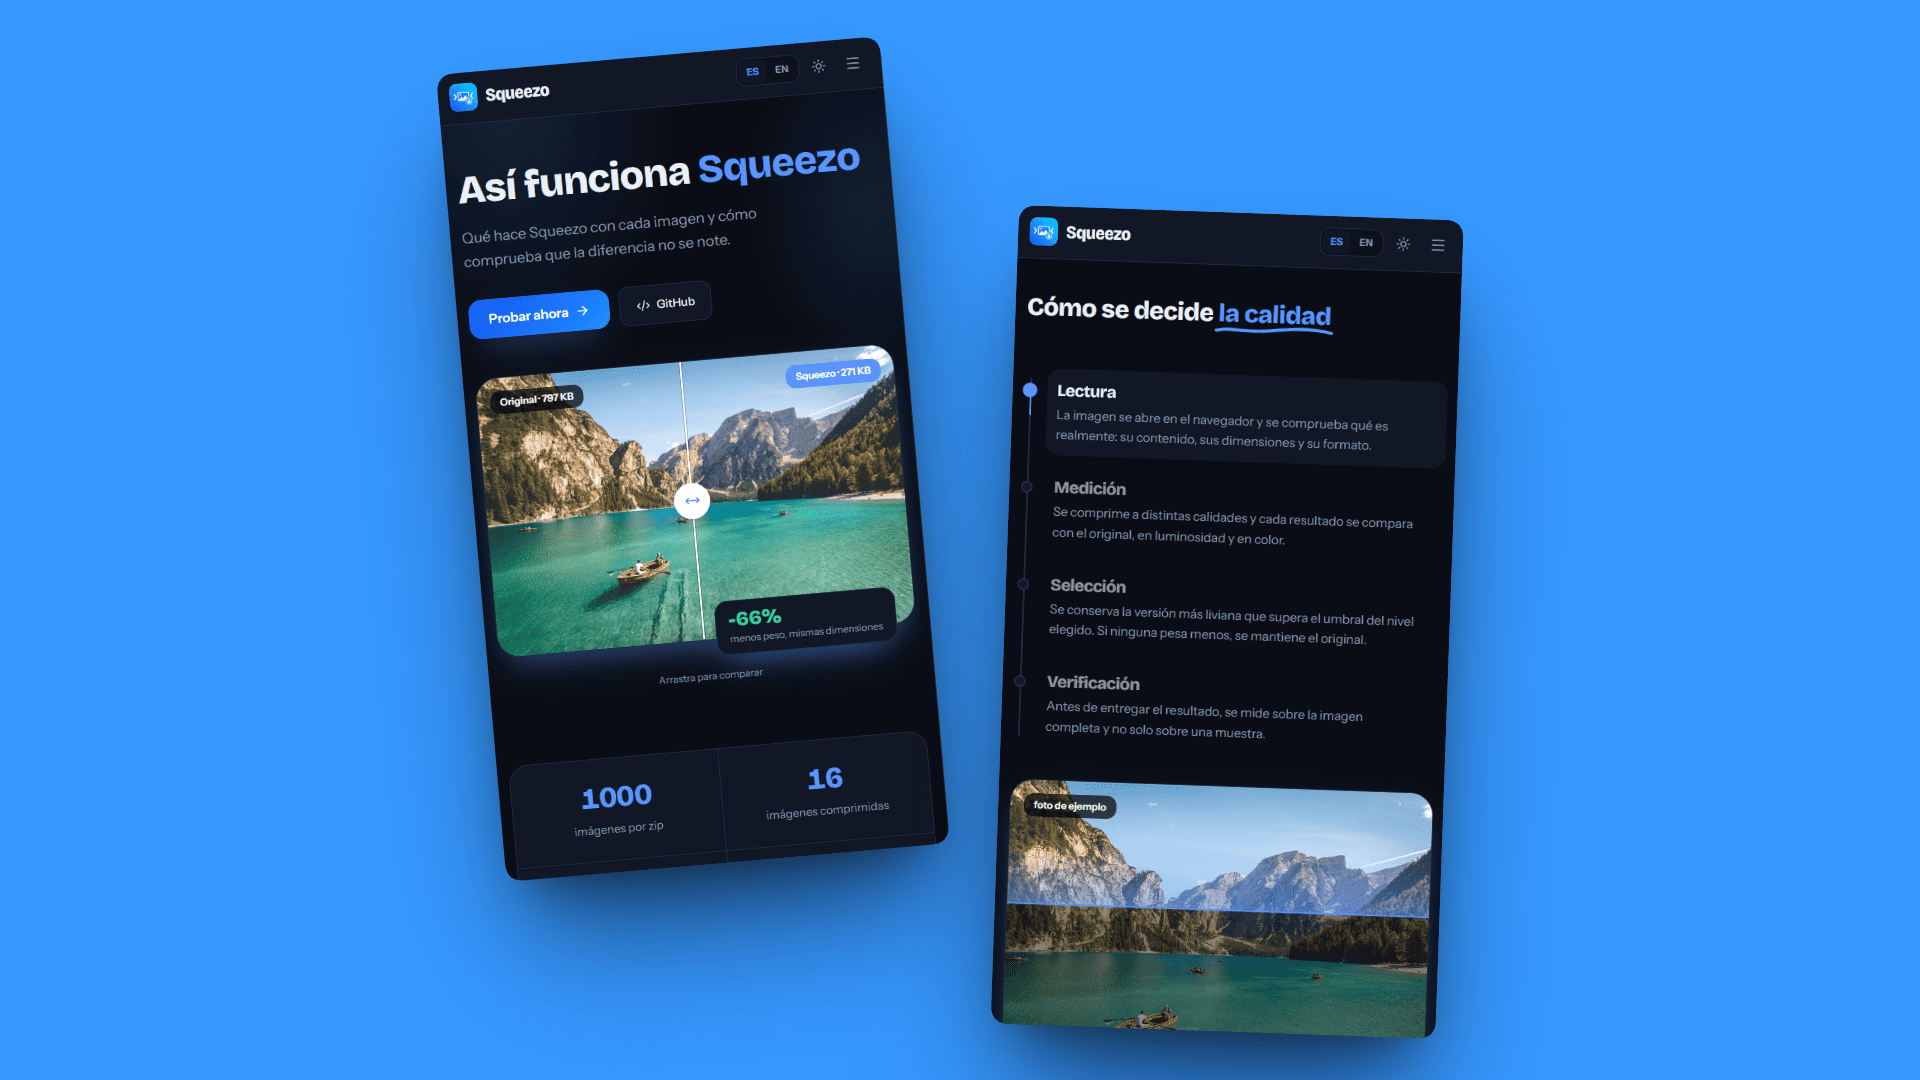 Squeezo
ES EN
Así funciona Squeezo
Qué hace Squeezo con cada imagen y cómo
comprueba que la diferencia no se note.
Probar ahora
GitHub
Original · 797 KB
Squeezo · 271 KB
-66%
menos peso, mismas dimensiones
Arrastra para comparar
1000
imágenes por zip
16
imágenes comprimidas
Squeezo
ES EN
Cómo se decide la calidad
Lectura
La imagen se abre en el navegador y se comprueba qué es
realmente: su contenido, sus dimensiones y su formato.
Medición
Se comprime a distintas calidades y cada resultado se compara
con el original, en luminosidad y en color.
Selección
Se conserva la versión más liviana que supera el umbral del nivel
elegido. Si ninguna pesa menos, se mantiene el original.
Verificación
Antes de entregar el resultado, se mide sobre la imagen
completa y no solo sobre una muestra.
foto de ejemplo